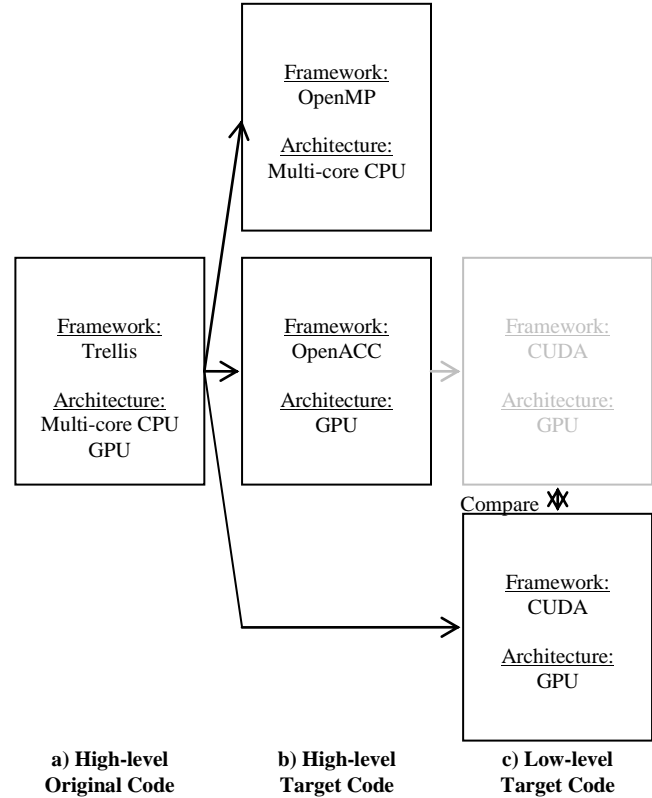 Framework:
OpenMP
Architecture:
Multi-core CPU
Framework:
Trellis
Architecture:
Multi-core CPU
GPU
Framework:
OpenACC
Architecture:
GPU
Framework:
CUDA
Architecture:
GPU
Compare
Framework:
CUDA
Architecture:
GPU
a) High-level
Original Code
b) High-level
Target Code
c) Low-level
Target Code